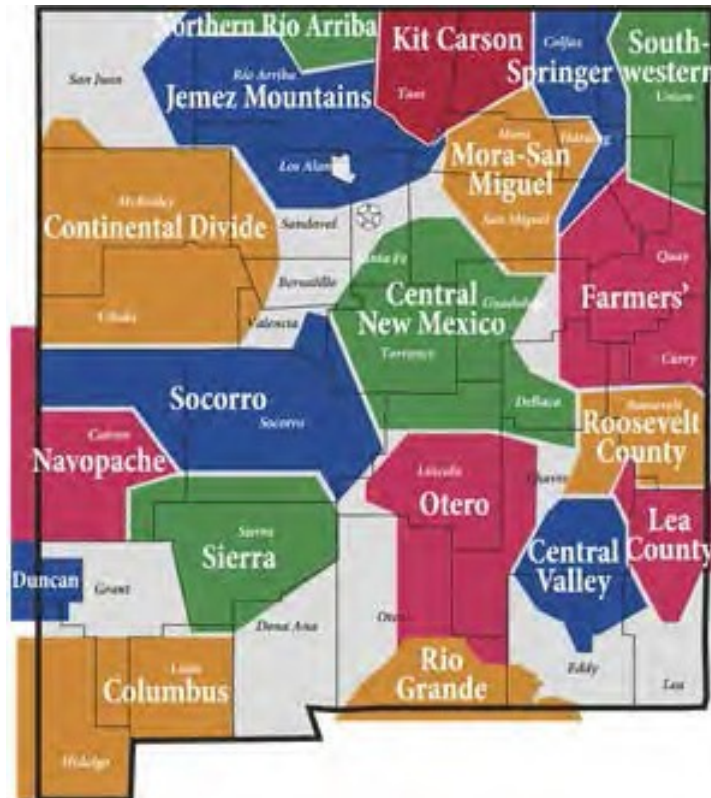 Northern Río Arriba
Kit Carson
Colfax
Springer
South-
western
Union
San Juan
Río Arriba
Jemez Mountains
Taos
Mora
Harding
Mora-San
Miguel
San Miguel
Los Alamos
McKinley
Continental Divide
Sandoval
Santa Fe
Bernalillo
Cibola
Valencia
Central
New Mexico
Guadalupe
Torrance
Quay
Farmers'
Curry
DeBaca
Socorro
Socorro
Roosevelt
Roosevelt
County
Catron
Navopache
Lincoln
Otero
Chaves
Lea
County
Sierra
Sierra
Central
Valley
Duncan
Grant
Dona Ana
Otero
Eddy
Lea
Luna
Columbus
Rio
Grande
Hidalgo